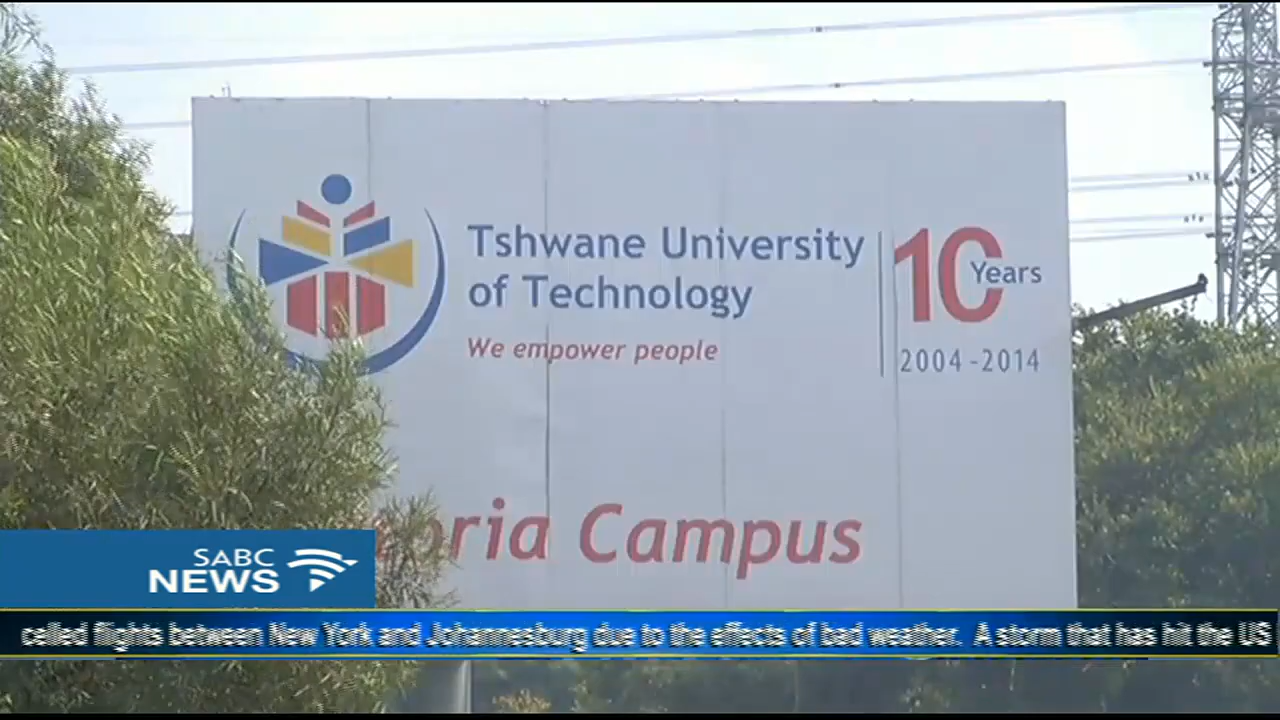 Tshwane University
of Technology
We empower people
10
Years
2004-2014
oria Campus
SABC
NEWS
called flights between New York and Johannesburg due to the effects of bad weather. A storm that has hit the US